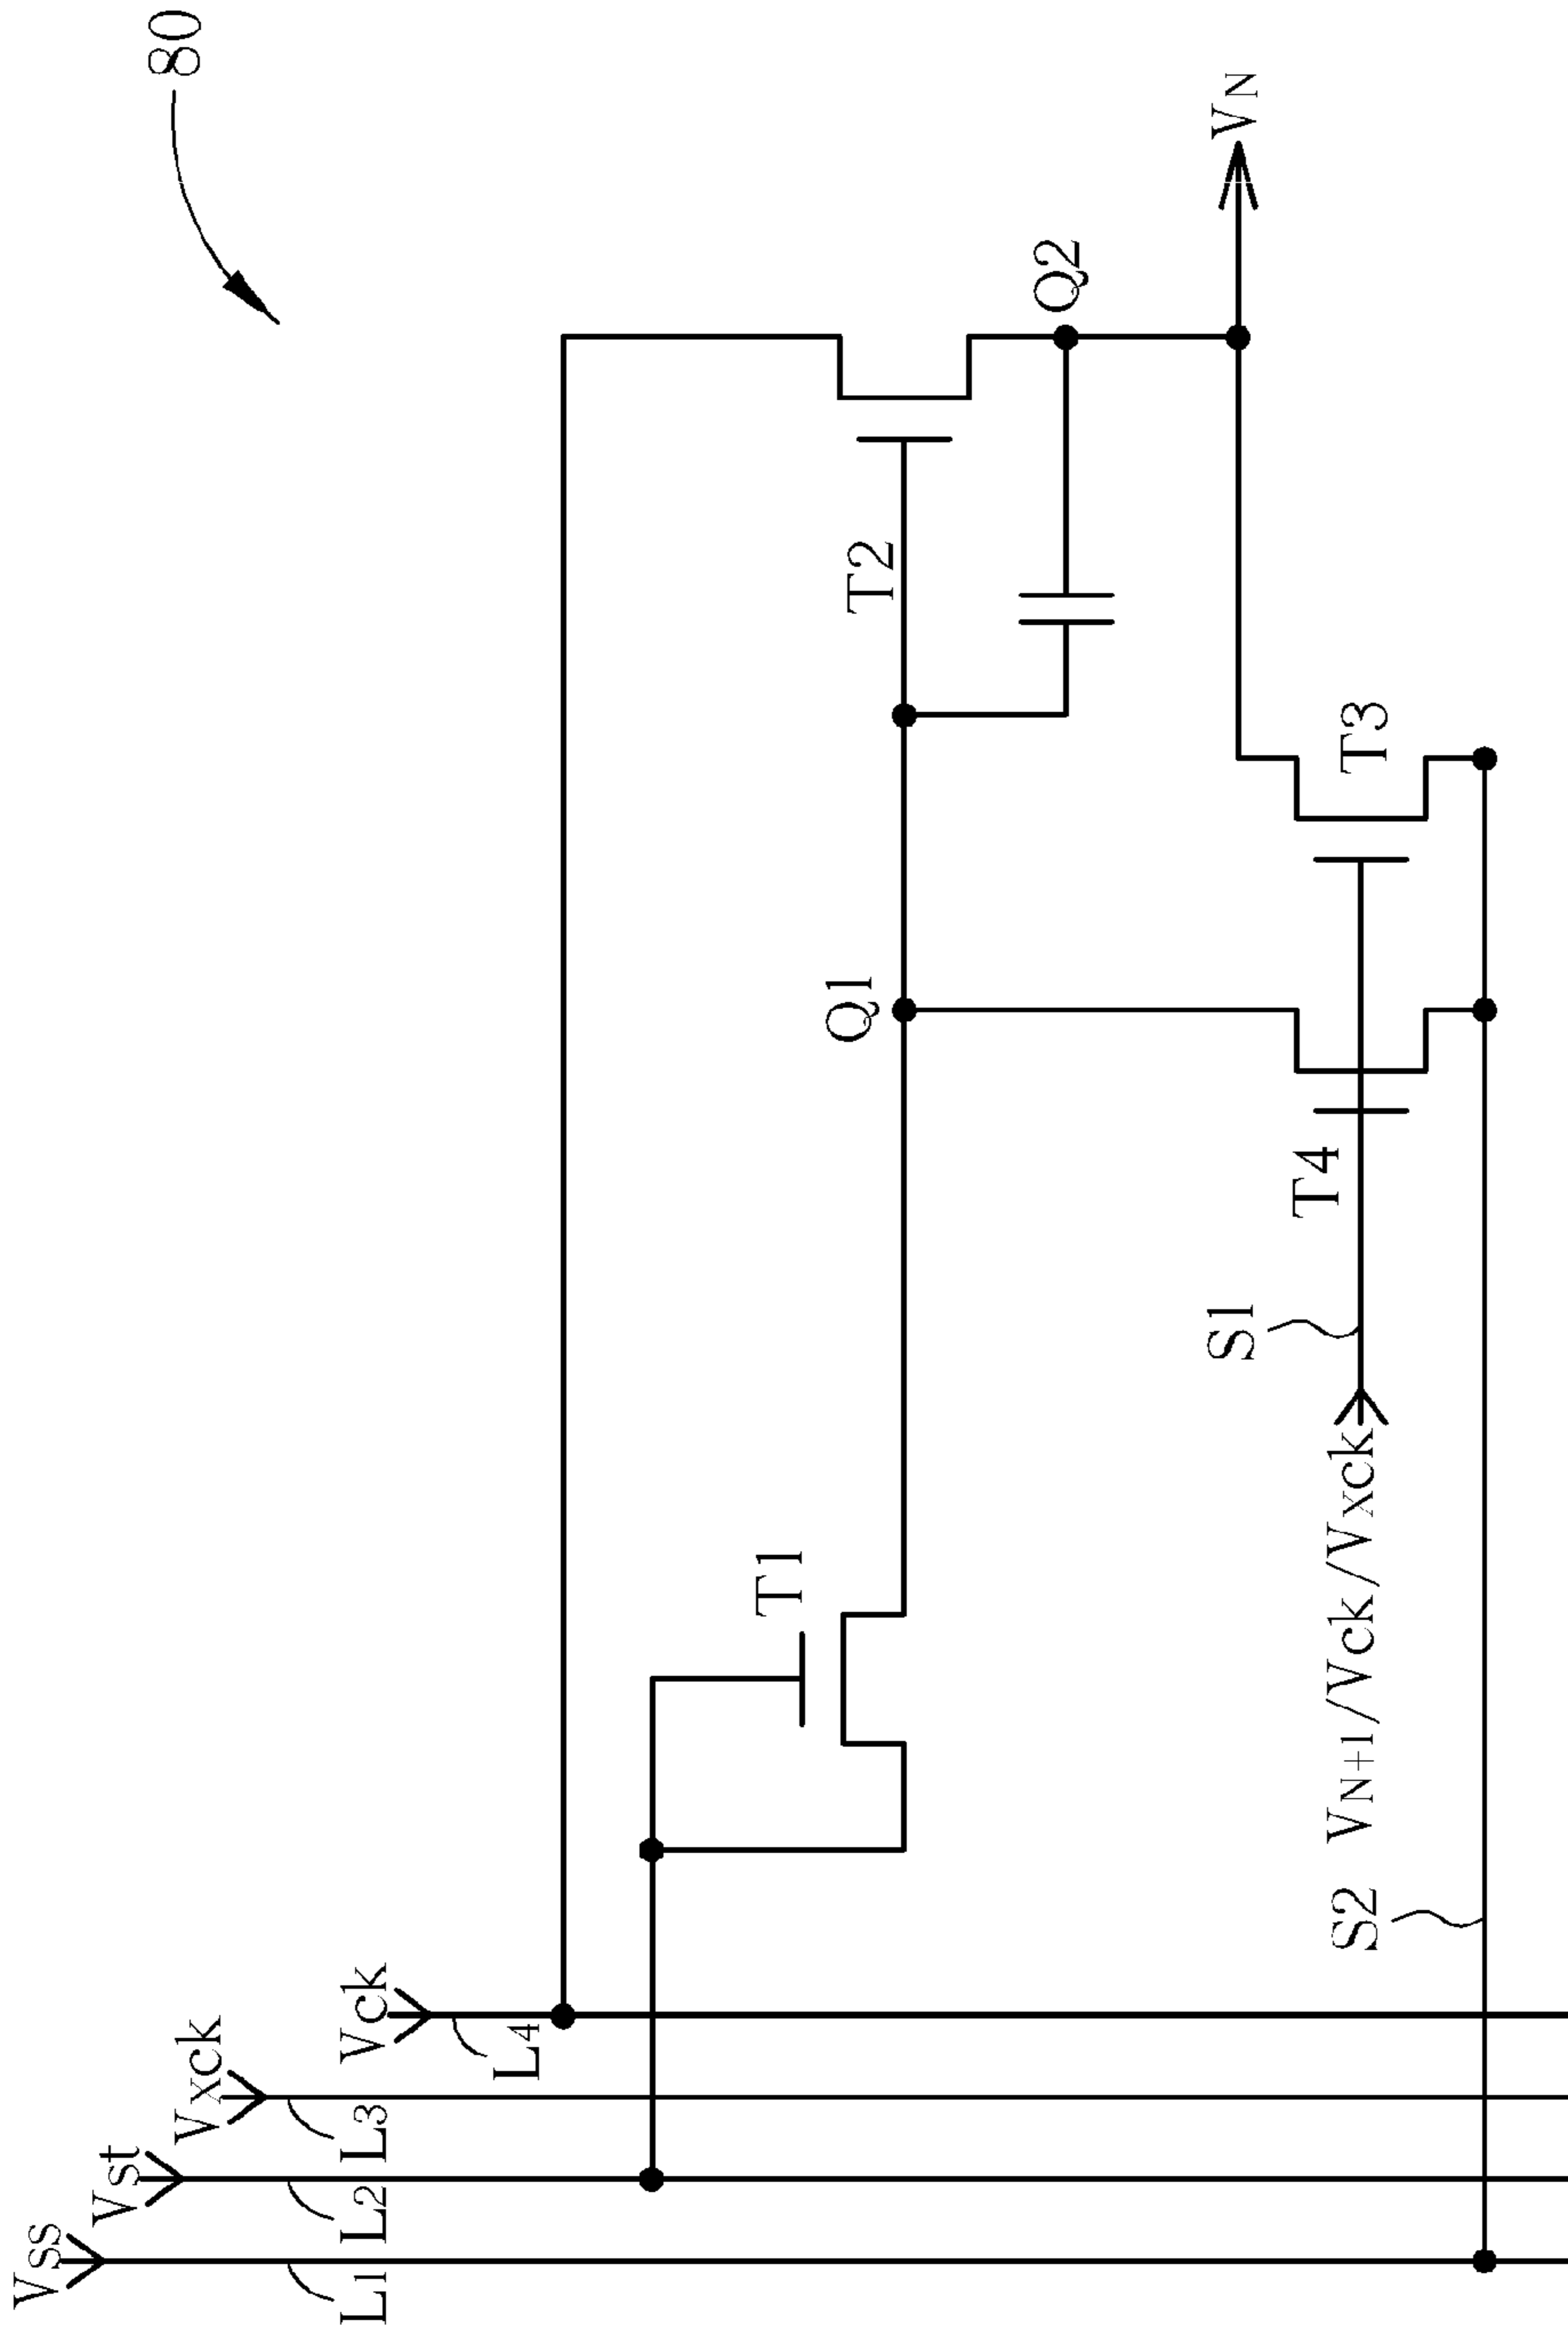 80
Vss
Vst
Vxck
Vck
L1
L2
L3
L4
T1
Q1
T2
Q2
VN
T3
T4
S1
VN+1/Vck/Vxck
S2